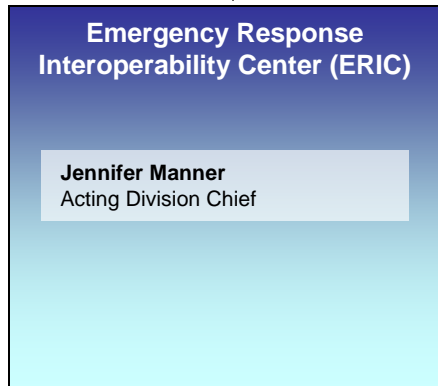 Emergency Response
Interoperability Center (ERIC)
Jennifer Manner
Acting Division Chief